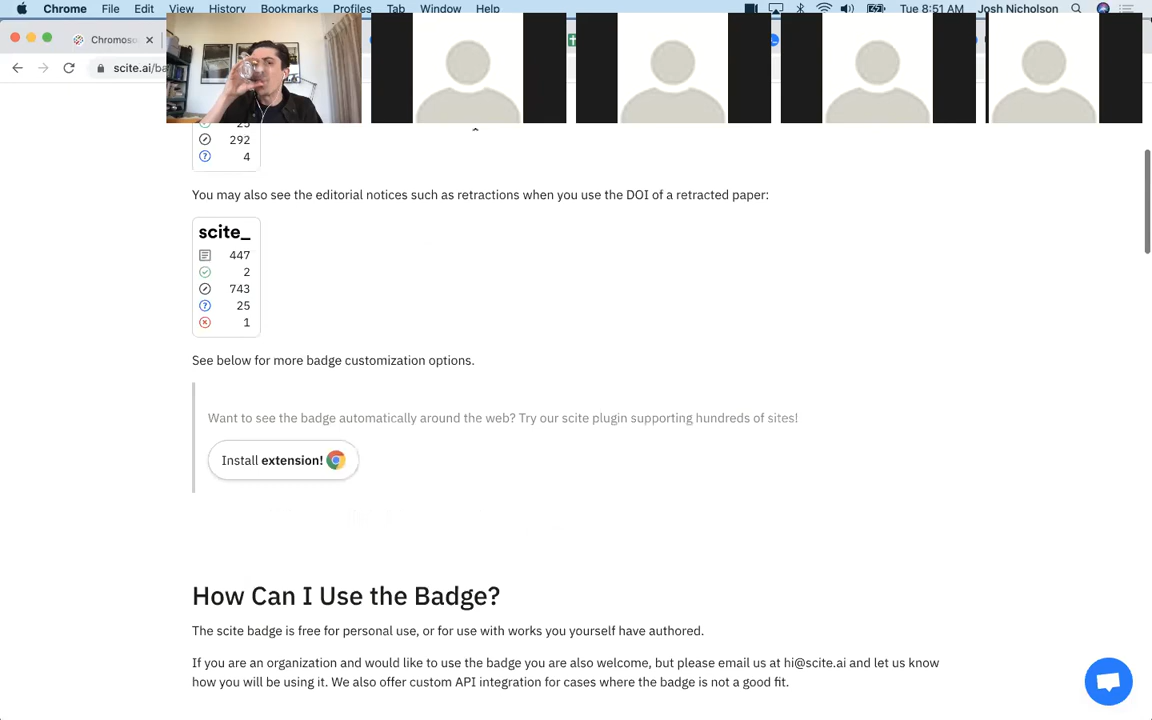 Chrome File Edit View History Bookmarks Profiles Tab Window Help Tue 8:51 AM Josh Nicholson
Chromoso
scite.ai/ba
23
292
4
You may also see the editorial notices such as retractions when you use the DOI of a retracted paper:
scite_
447
2
743
25
1
See below for more badge customization options.
Want to see the badge automatically around the web? Try our scite plugin supporting hundreds of sites!
Install extension!
How Can I Use the Badge?
The scite badge is free for personal use, or for use with works you yourself have authored.
If you are an organization and would like to use the badge you are also welcome, but please email us at hi@scite.ai and let us know
how you will be using it. We also offer custom API integration for cases where the badge is not a good fit.